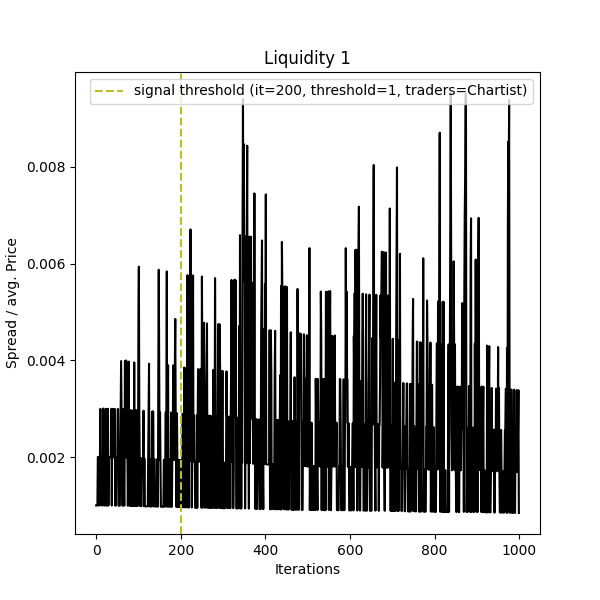 Liquidity 1
signal threshold (it=200, threshold=1, traders=Chartist)
Spread / avg. Price
0.008
0.006
0.004
0.002
0 200 400 600 800 1000
Iterations